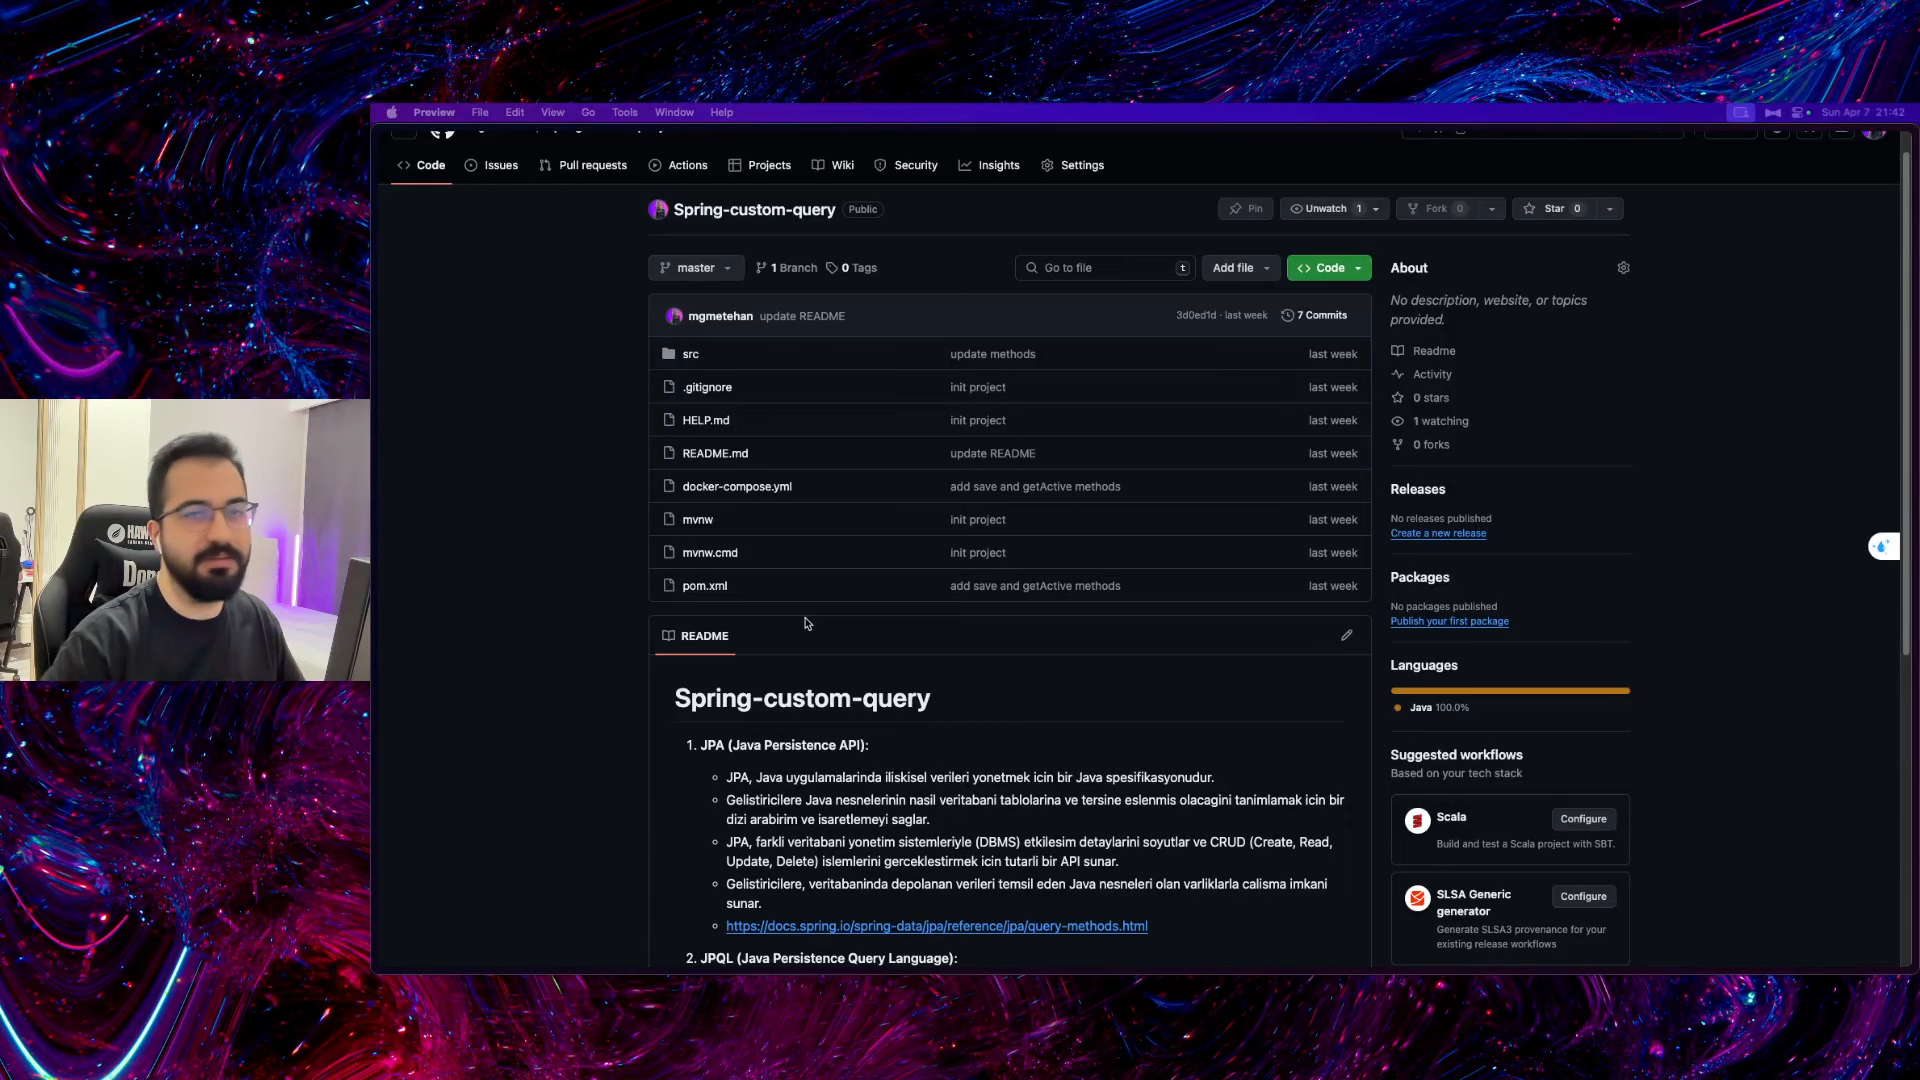 Preview File Edit View Go Tools Window Help
Sun Apr 7 21:42
Code Issues Pull requests Actions Projects Wiki Security Insights Settings
Spring-custom-query Public
Pin Unwatch 1 Fork 0 Star 0
master 1 Branch 0 Tags
Go to file t Add file Code
mgmetehan update README 3d0ed1d · last week 7 Commits
src update methods last week
.gitignore init project last week
HELP.md init project last week
README.md update README last week
docker-compose.yml add save and getActive methods last week
mvnw init project last week
mvnw.cmd init project last week
pom.xml add save and getActive methods last week
README
Spring-custom-query
1. JPA (Java Persistence API):
JPA, Java uygulamalarinda iliskisel verileri yonetmek icin bir Java spesifikasyonudur.
Gelistiricilere Java nesnelerinin nasil veritabani tablolarina ve tersine eslenmis olacagini tanimlamak icin bir
dizi arabirim ve isaretlemeyi saglar.
JPA, farkli veritabani yonetim sistemleriyle (DBMS) etkilesim detaylarini soyutlar ve CRUD (Create, Read,
Update, Delete) islemlerini gerceklestirmek icin tutarli bir API sunar.
Gelistiricilere, veritabaninda depolanan verileri temsil eden Java nesneleri olan varliklarla calisma imkani
sunar.
https://docs.spring.io/spring-data/jpa/reference/jpa/query-methods.html
2. JPQL (Java Persistence Query Language):
About
No description, website, or topics
provided.
Readme
Activity
0 stars
1 watching
0 forks
Releases
No releases published
Create a new release
Packages
No packages published
Publish your first package
Languages
Java 100.0%
Suggested workflows
Based on your tech stack
Scala Configure
Build and test a Scala project with SBT.
SLSA Generic
generator
Configure
Generate SLSA3 provenance for your
existing release workflows